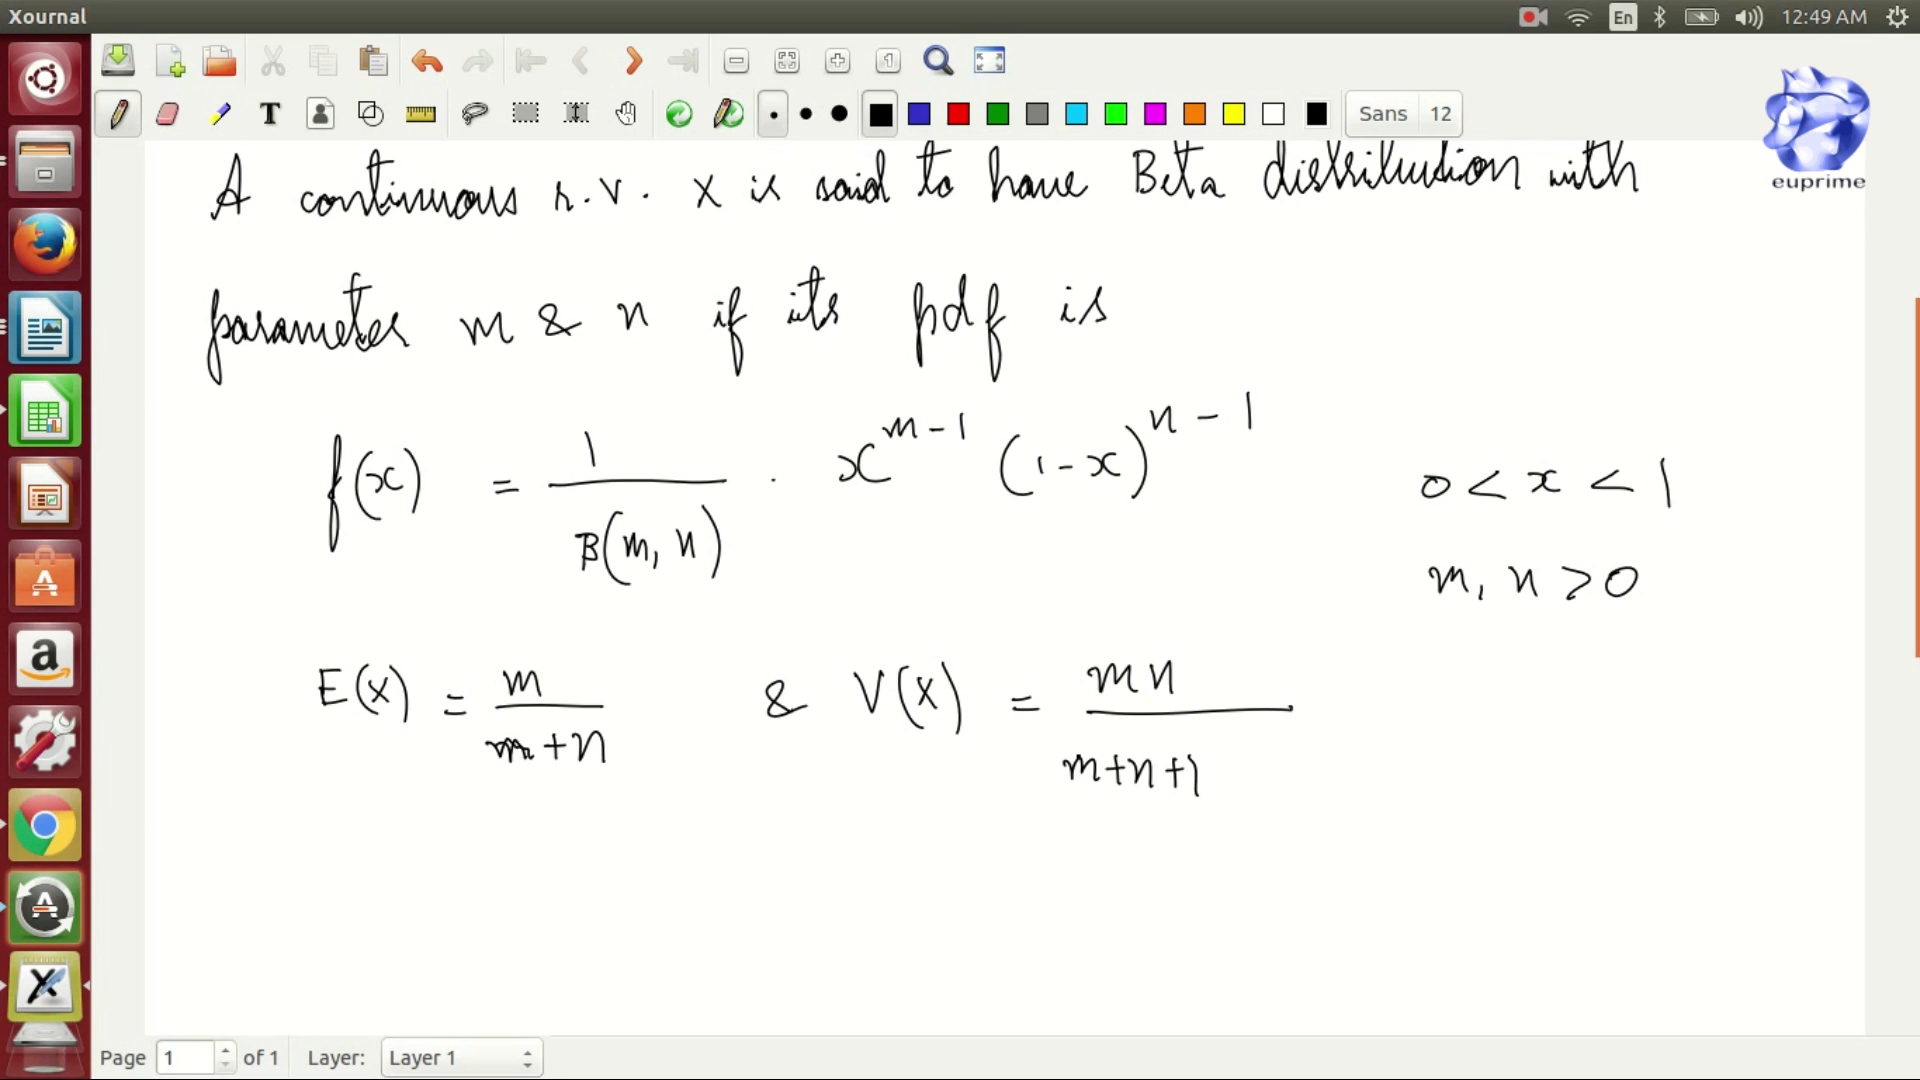 Xournal
En
12:49 AM
Sans 12
euprime
A continuous r.v. X is said to have Beta distribution with
parameter m & n if its pdf is
f(x) = 1 / B(m, n) · x^{m-1} (1-x)^{n-1}
0 < x < 1
m, n > 0
E(X) = m / m+n & V(X) = mn / m+n+1
Page 1 of 1 Layer: Layer 1